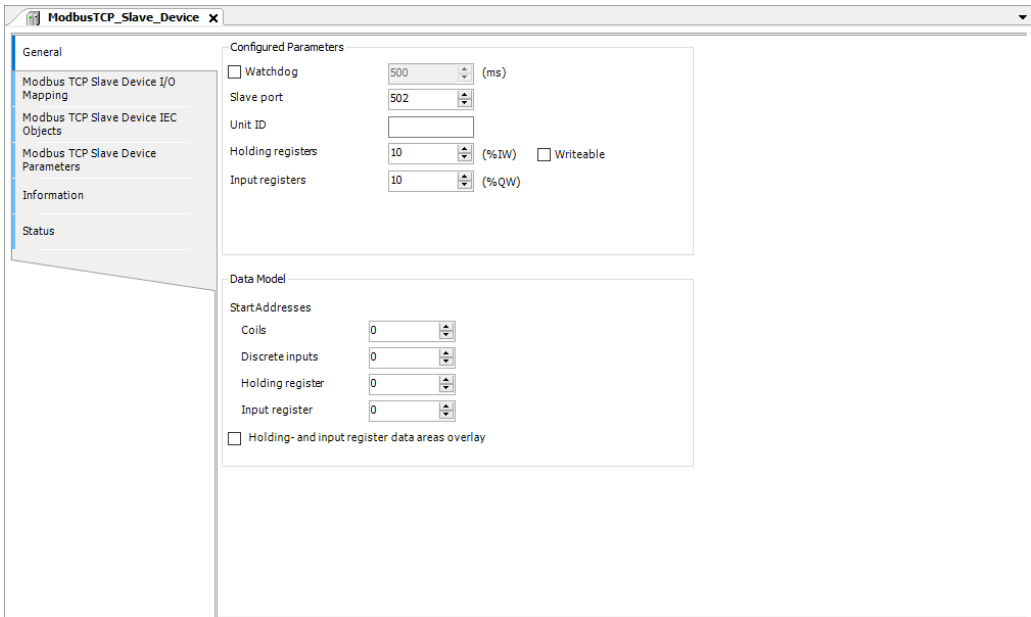 ModbusTCP_Slave_Device X
General
Modbus TCP Slave Device I/O
Mapping
Modbus TCP Slave Device IEC
Objects
Modbus TCP Slave Device
Parameters
Information
Status
Configured Parameters
Watchdog 500 (ms)
Slave port 502
Unit ID
Holding registers 10 (%IW) Writeable
Input registers 10 (%QW)
Data Model
Start Addresses
Coils 0
Discrete inputs 0
Holding register 0
Input register 0
Holding- and input register data areas overlay